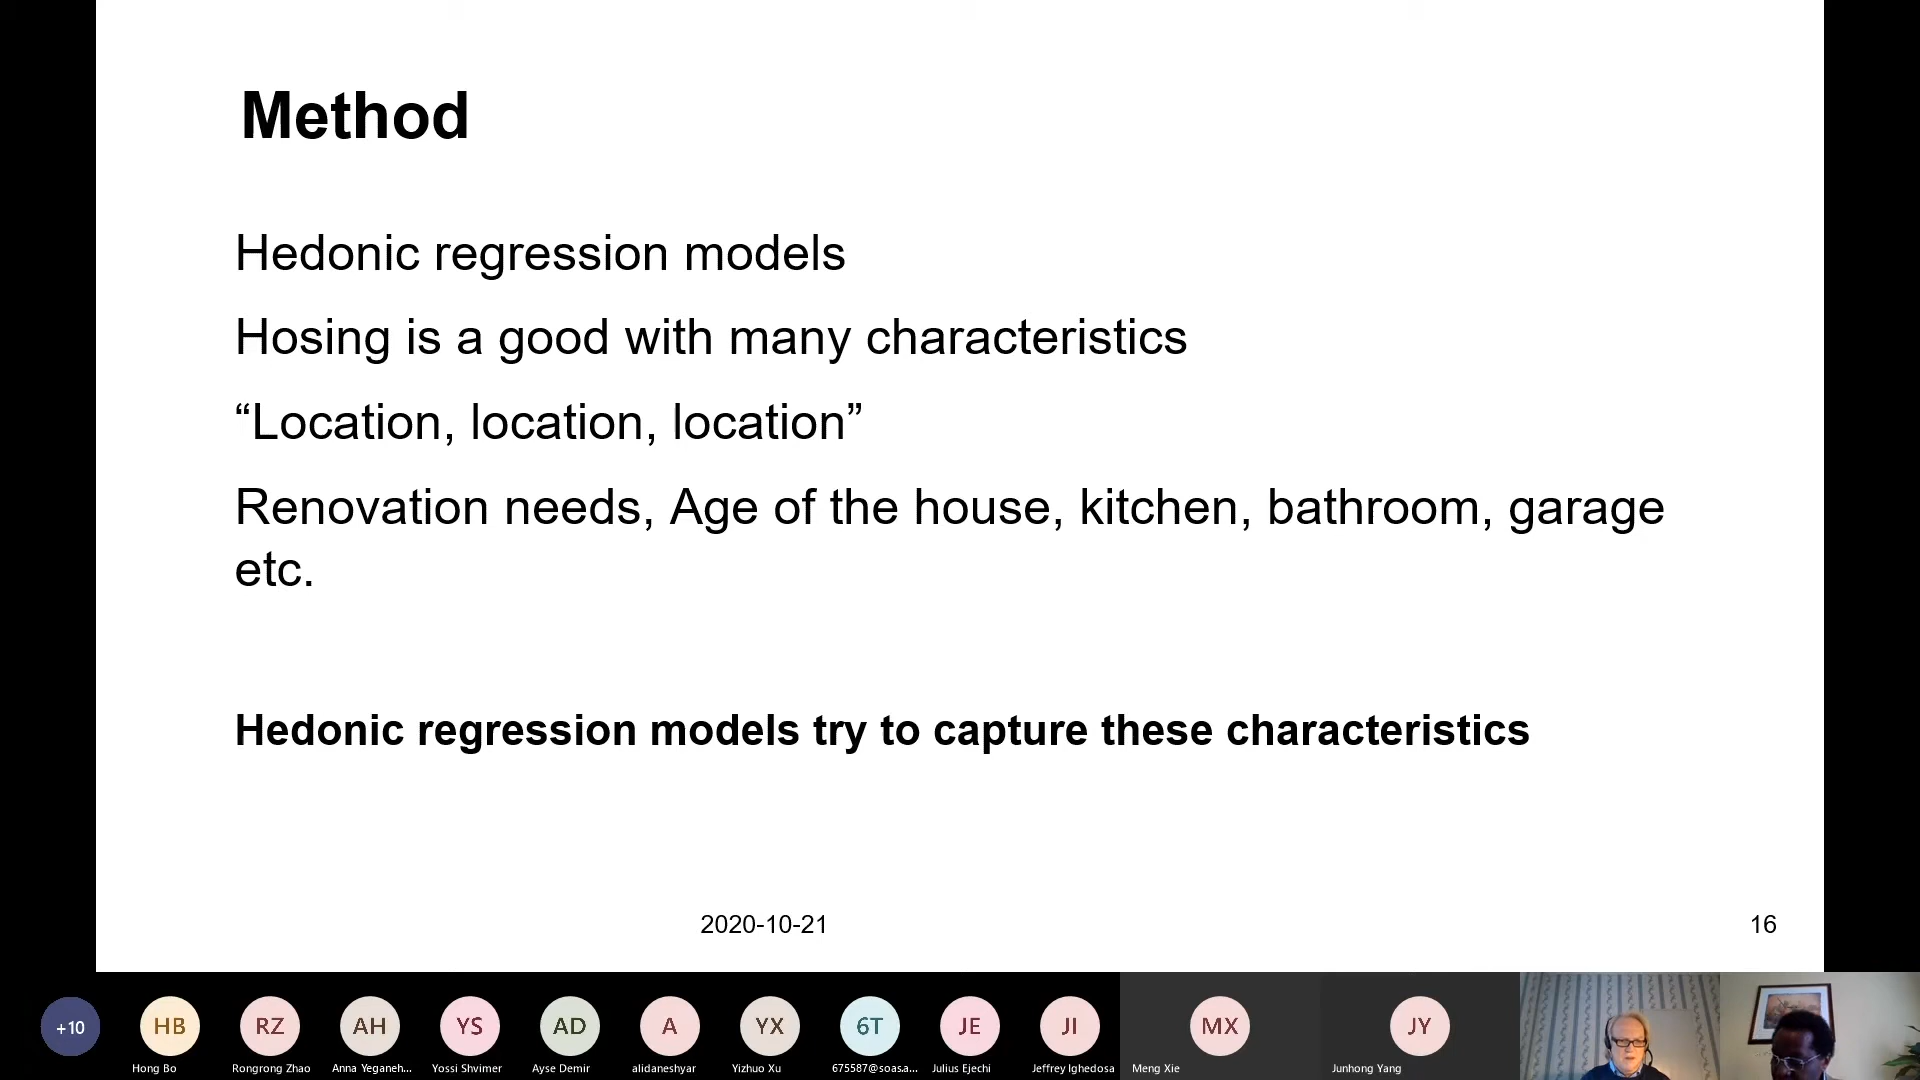 Method
Hedonic regression models
Hosing is a good with many characteristics
“Location, location, location”
Renovation needs, Age of the house, kitchen, bathroom, garage
etc.
Hedonic regression models try to capture these characteristics
2020-10-21
16
+10
HB
RZ
AH
YS
AD
A
YX
6T
JE
JI
MX
JY
Hong Bo
Rongrong Zhao
Anna Yeganeh...
Yossi Shvimer
Ayse Demir
alidaneshyar
Yizhuo Xu
675587@soas.a...
Julius Ejechi
Jeffrey Ighedosa
Meng Xie
Junhong Yang